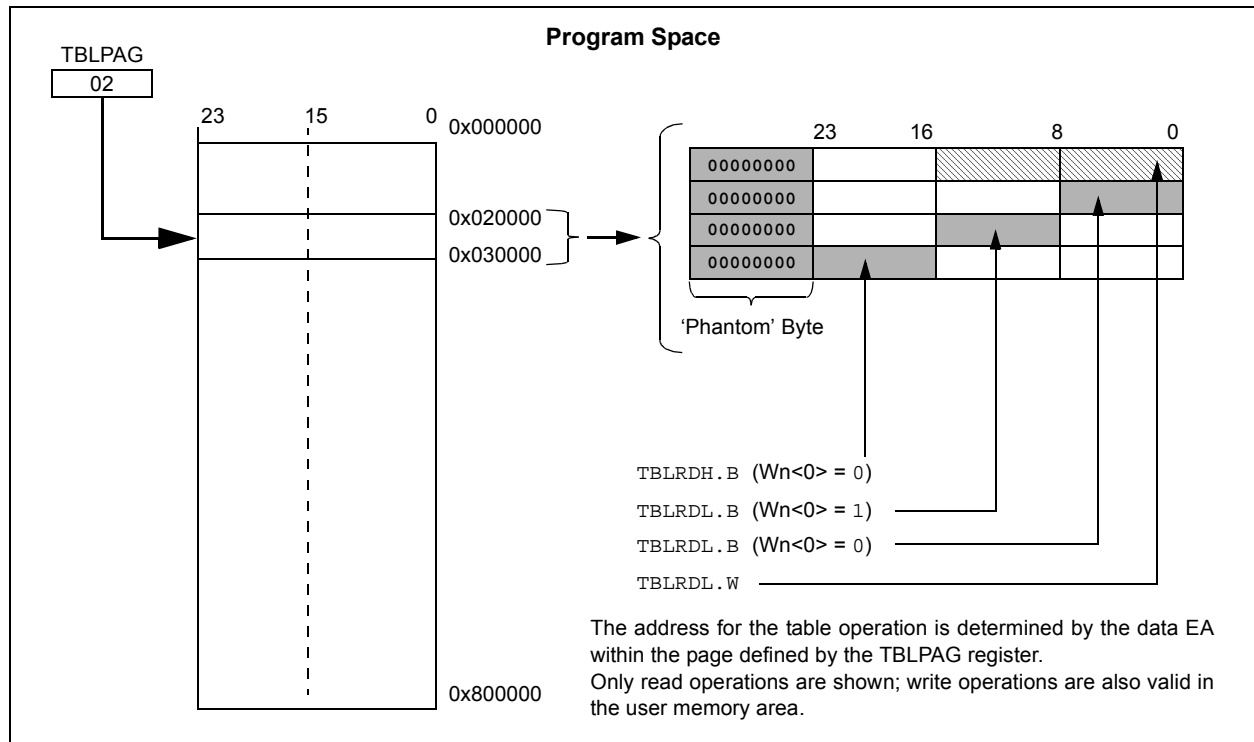 Program Space
TBLPAG
02
23 15 0
0x000000
0x020000
0x030000
0x800000
23 16 8 0
00000000
00000000
00000000
00000000
‘Phantom’ Byte
TBLRDH.B (Wn<0> = 0)
TBLRDL.B (Wn<0> = 1)
TBLRDL.B (Wn<0> = 0)
TBLRDL.W
The address for the table operation is determined by the data EA
within the page defined by the TBLPAG register.
Only read operations are shown; write operations are also valid in
the user memory area.